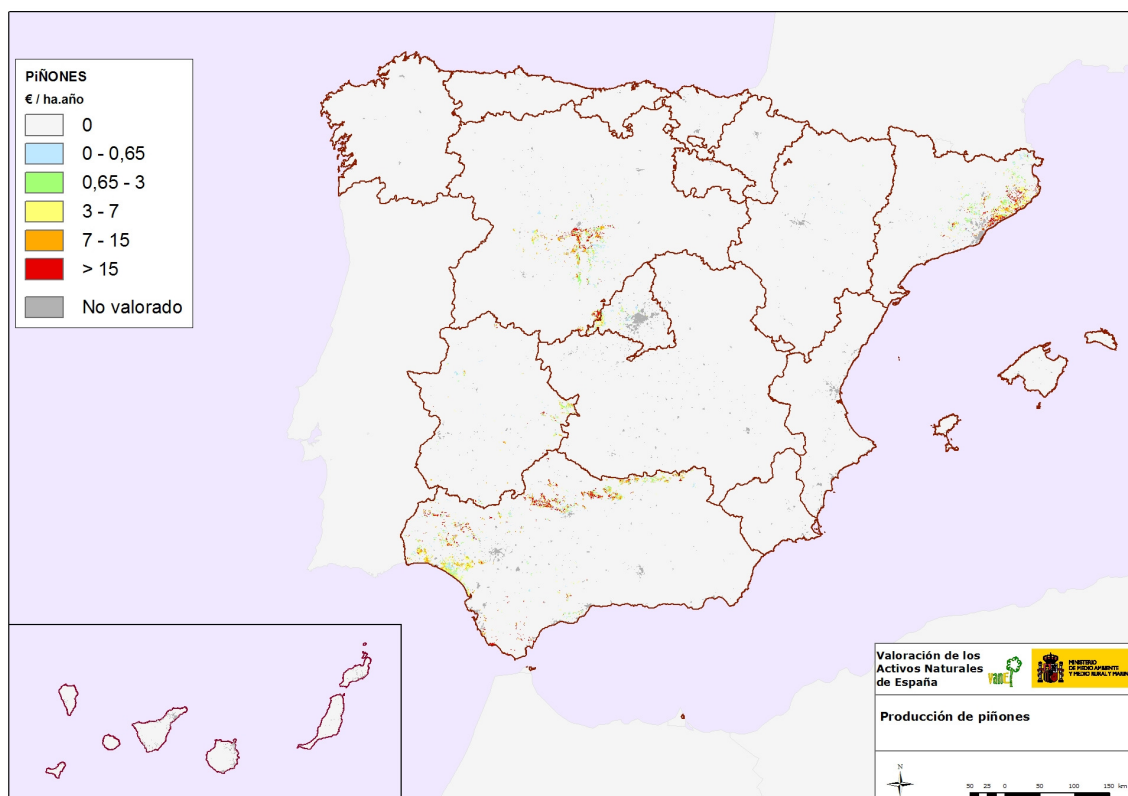 PiÑONES
€ / ha.año
0
0 - 0,65
0,65 - 3
3 - 7
7 - 15
> 15
No valorado
Valoración de los
Activos Naturales
de España
VANE
MINISTERIO
DE MEDIO AMBIENTE
Y MEDIO RURAL Y MARINO
Producción de piñones
N
50 25 0 50 100 150 km